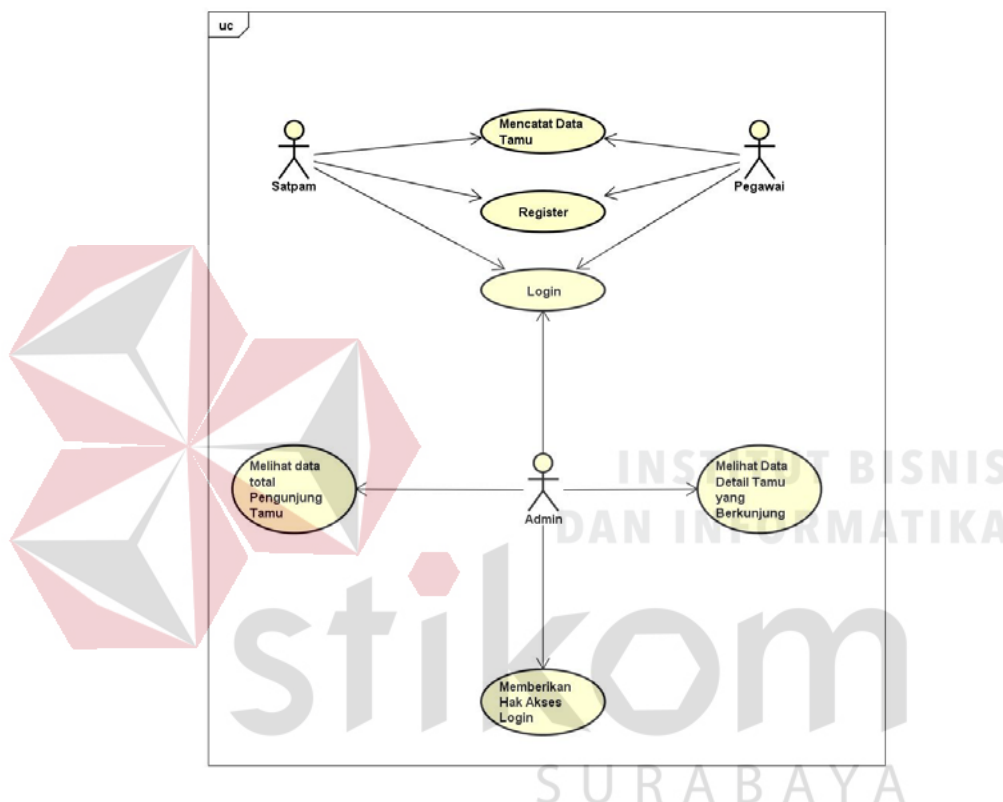 uc
Mencatat Data
Tamu
Satpam
Pegawai
Register
Login
Melihat data
total
Pengunjung
Tamu
Admin
Melihat Data
Detail Tamu
yang
Berkunjung
INSTITUT BISNIS
DAN INFORMATIKA
stikom
Memberikan
Hak Akses
Login
SURABAYA